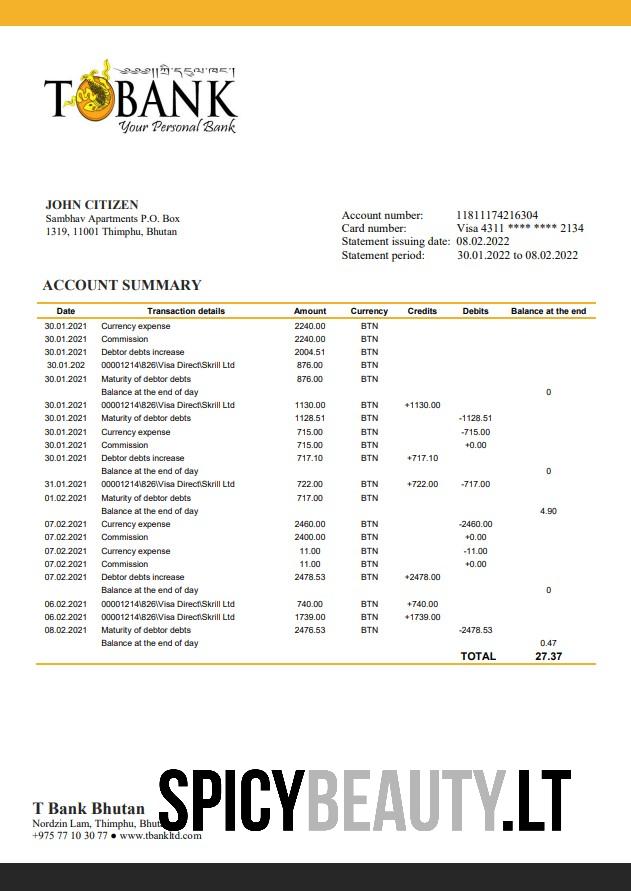 T BANK
Your Personal Bank
JOHN CITIZEN
Sambhav Apartments P.O. Box
1319, 11001 Thimphu, Bhutan
Account number: 11811174216304
Card number: Visa 4311 **** **** 2134
Statement issuing date: 08.02.2022
Statement period: 30.01.2022 to 08.02.2022
ACCOUNT SUMMARY
Date Transaction details Amount Currency Credits Debits Balance at the end
30.01.2021 Currency expense 2240.00 BTN
30.01.2021 Commission 2240.00 BTN
30.01.2021 Debtor debts increase 2004.51 BTN
30.01.202 00001214\826\Visa Direct\Skrill Ltd 876.00 BTN
30.01.2021 Maturity of debtor debts 876.00 BTN
Balance at the end of day 0
30.01.2021 00001214\826\Visa Direct\Skrill Ltd 1130.00 BTN +1130.00
30.01.2021 Maturity of debtor debts 1128.51 BTN -1128.51
30.01.2021 Currency expense 715.00 BTN -715.00
30.01.2021 Commission 715.00 BTN +0.00
30.01.2021 Debtor debts increase 717.10 BTN +717.10
Balance at the end of day 0
31.01.2021 00001214\826\Visa Direct\Skrill Ltd 722.00 BTN +722.00 -717.00
01.02.2021 Maturity of debtor debts 717.00 BTN
Balance at the end of day 4.90
07.02.2021 Currency expense 2460.00 BTN -2460.00
07.02.2021 Commission 2400.00 BTN +0.00
07.02.2021 Currency expense 11.00 BTN -11.00
07.02.2021 Commission 11.00 BTN +0.00
07.02.2021 Debtor debts increase 2478.53 BTN +2478.00
Balance at the end of day 0
06.02.2021 00001214\826\Visa Direct\Skrill Ltd 740.00 BTN +740.00
06.02.2021 00001214\826\Visa Direct\Skrill Ltd 1739.00 BTN +1739.00
08.02.2021 Maturity of debtor debts 2476.53 BTN -2478.53
Balance at the end of day 0.47
TOTAL 27.37
SPICYBEAUTY.LT
T Bank Bhutan
Nordzin Lam, Thimphu,
+975 77 10 30 77 ● www.tbankltd.com